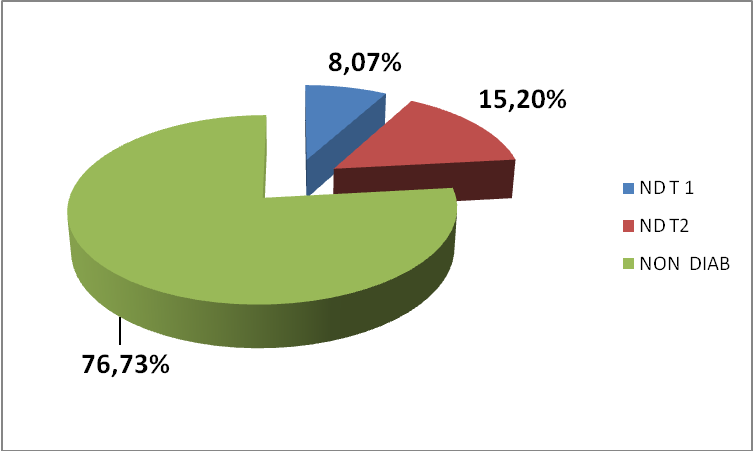 8,07%
15,20%
ND T 1
ND T2
NON DIAB
76,73%